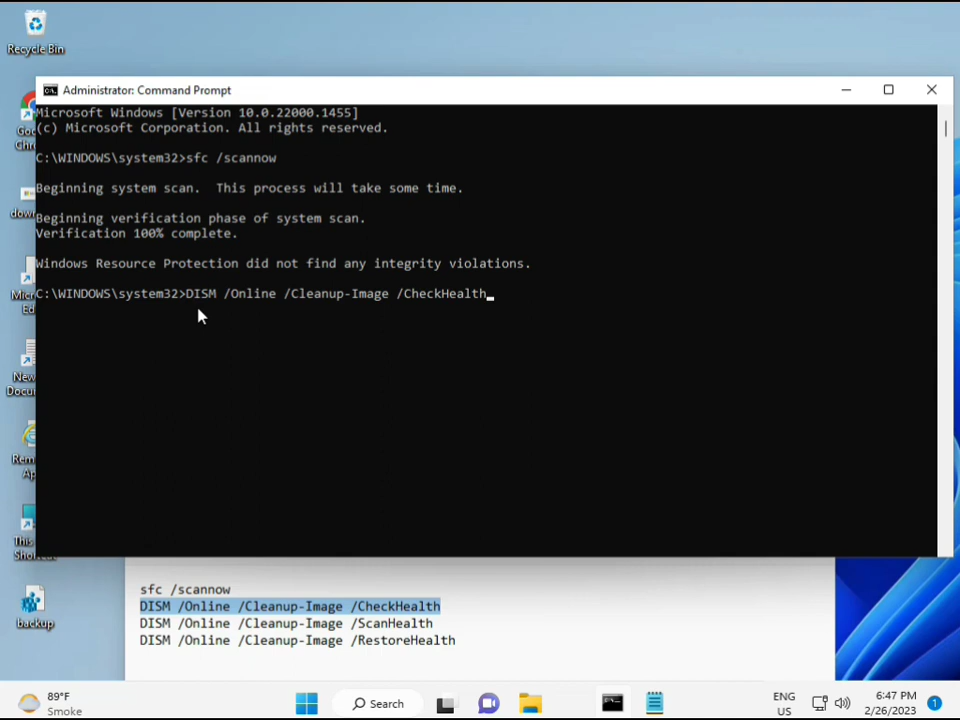 Recycle Bin
Administrator: Command Prompt
Microsoft Windows [Version 10.0.22000.1455]
(c) Microsoft Corporation. All rights reserved.
C:\WINDOWS\system32>sfc /scannow
Beginning system scan.  This process will take some time.
Beginning verification phase of system scan.
Verification 100% complete.
Windows Resource Protection did not find any integrity violations.
C:\WINDOWS\system32>DISM /Online /Cleanup-Image /CheckHealth
New
This
backup
sfc /scannow
DISM /Online /Cleanup-Image /CheckHealth
DISM /Online /Cleanup-Image /ScanHealth
DISM /Online /Cleanup-Image /RestoreHealth
89°F
Smoke
Search
ENG
US
6:47 PM
2/26/2023
1